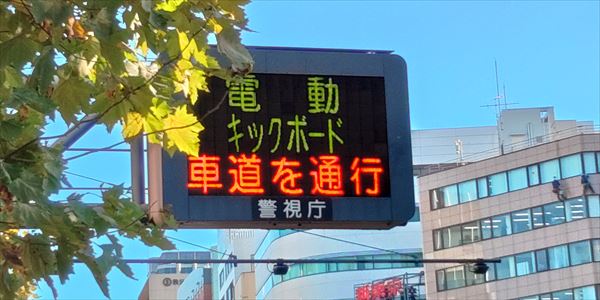 電動
キックボード
車道を通行
警視庁